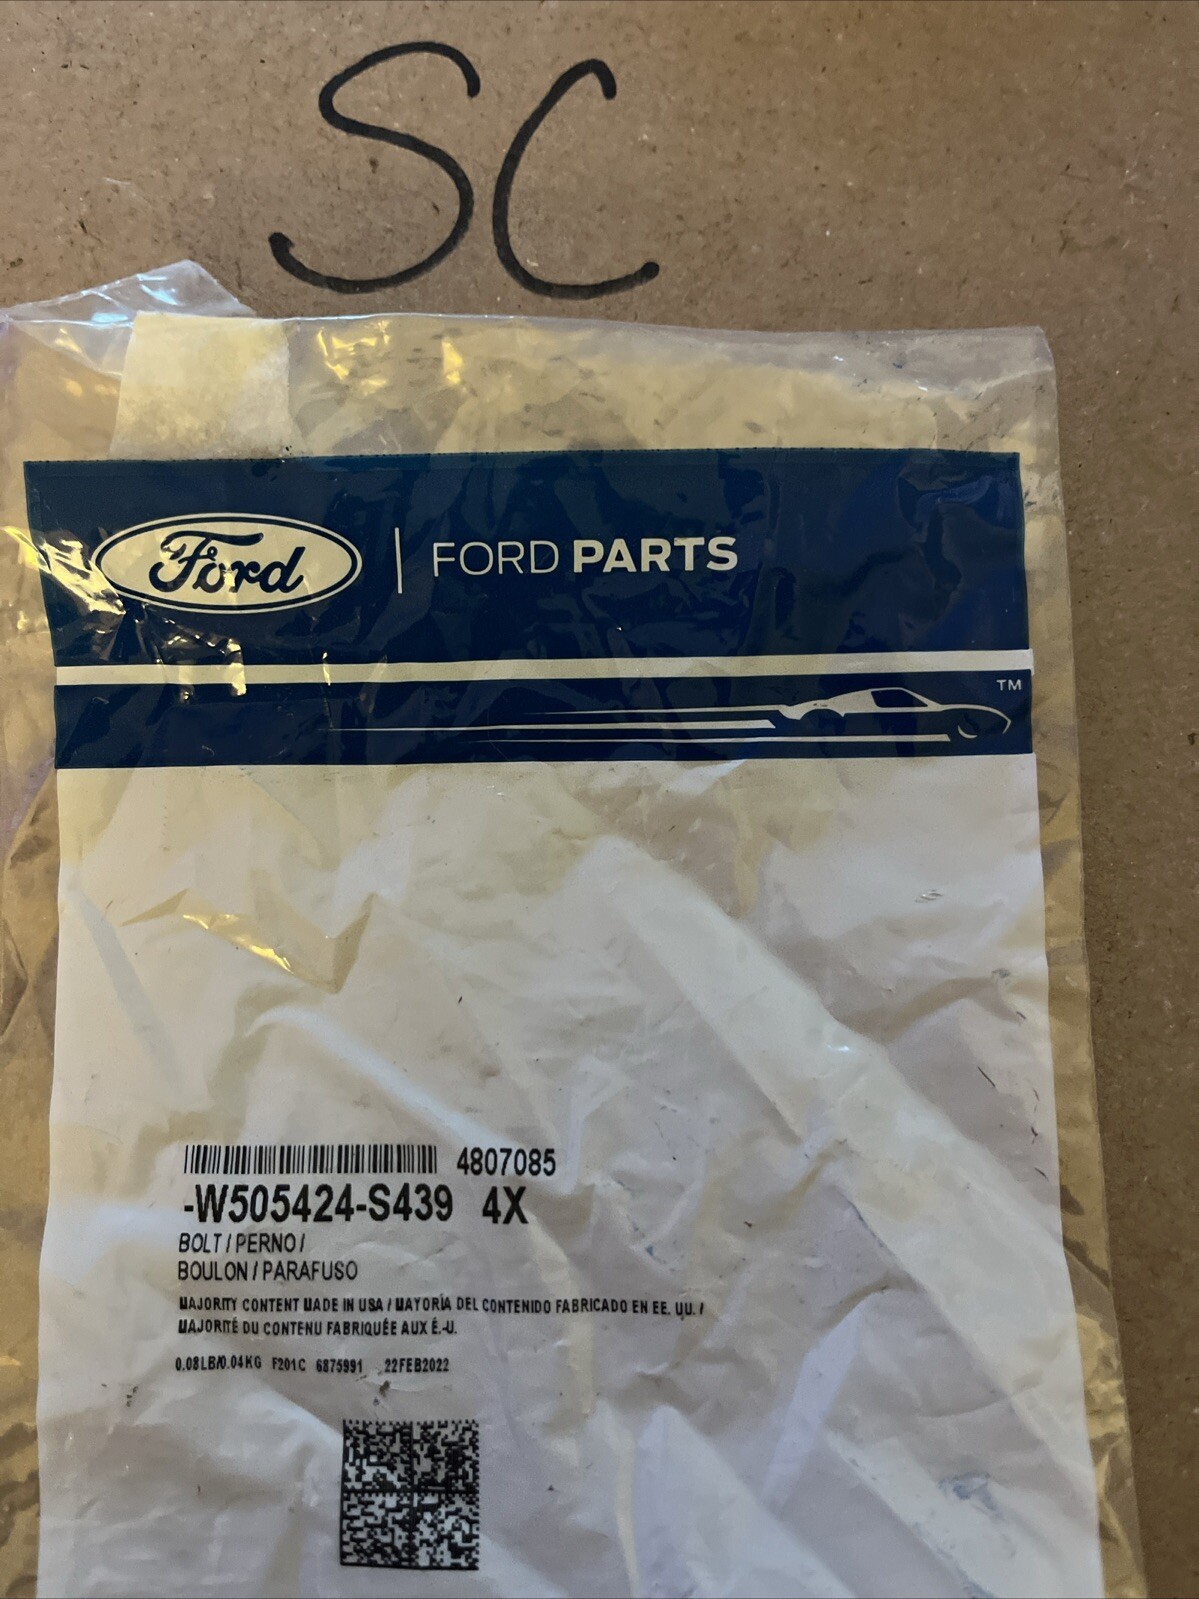 SC
Ford | FORD PARTS
TM
4807085
-W505424-S439 4X
BOLT / PERNO /
BOULON / PARAFUSO
MAJORITY CONTENT MADE IN USA / MAYORÍA DEL CONTENIDO FABRICADO EN EE. UU. /
MAJORITÉ DU CONTENU FABRIQUÉE AUX É.-U.
0.08LB/0.04KG F201C 6875991 22FEB2022